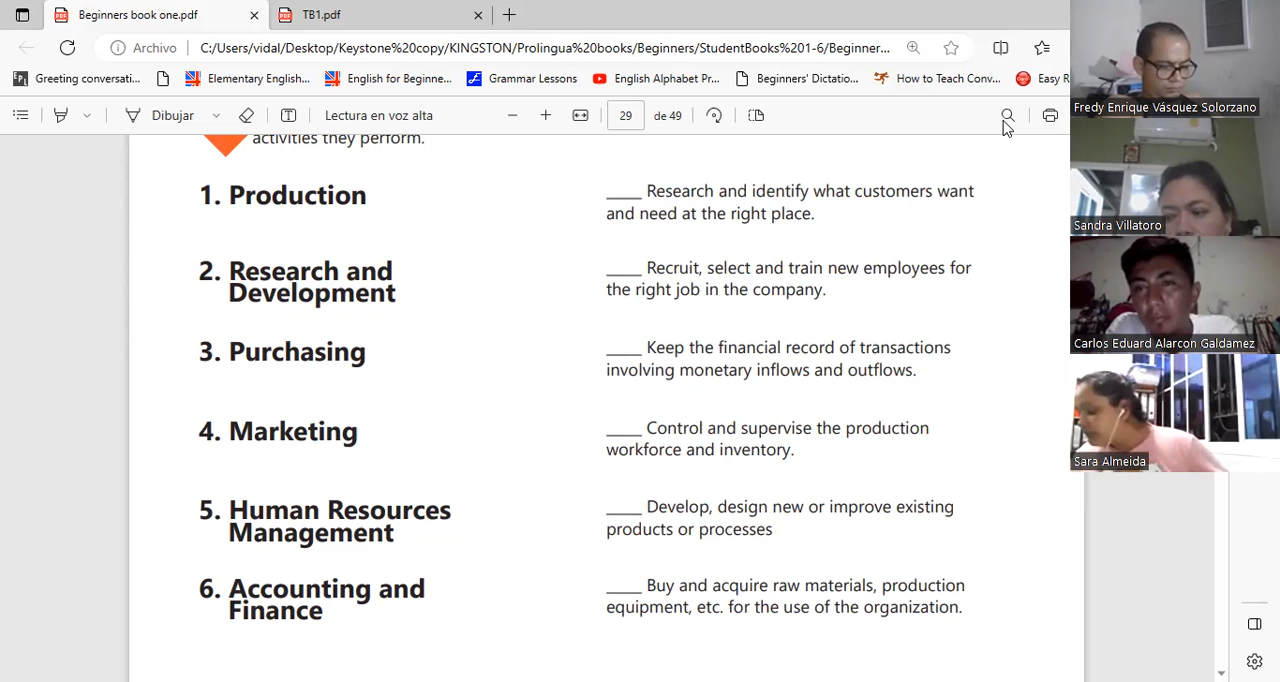 Beginners book one.pdf
TB1.pdf
Archivo
C:/Users/vidal/Desktop/Keystone%20copy/KINGSTON/Prolingua%20books/Beginners/StudentBooks%201-6/Beginner...
Greeting conversati...
Elementary English...
English for Beginne...
Grammar Lessons
English Alphabet Pr...
Beginners' Dictatio...
How to Teach Conv...
Easy R
Dibujar
Lectura en voz alta
29
de 49
activities they perform.
1. Production
____ Research and identify what customers want
and need at the right place.
2. Research and
Development
____ Recruit, select and train new employees for
the right job in the company.
3. Purchasing
____ Keep the financial record of transactions
involving monetary inflows and outflows.
4. Marketing
____ Control and supervise the production
workforce and inventory.
5. Human Resources
Management
____ Develop, design new or improve existing
products or processes
6. Accounting and
Finance
____ Buy and acquire raw materials, production
equipment, etc. for the use of the organization.
Fredy Enrique Vásquez Solorzano
Sandra Villatoro
Carlos Eduard Alarcon Galdamez
Sara Almeida